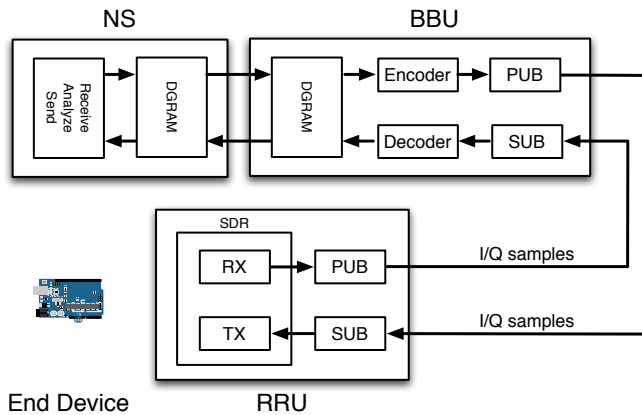 NS
BBU
Receive
Analyze
Send
DGRAM
DGRAM
Encoder
PUB
Decoder
SUB
SDR
RX
PUB
I/Q samples
TX
SUB
I/Q samples
End Device
RRU